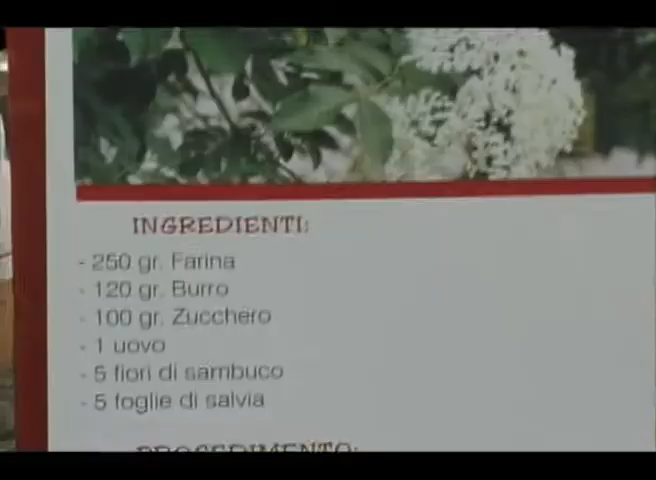 INGREDIENTI:
- 250 gr. Farina
- 120 gr. Burro
- 100 gr. Zucchero
- 1 uovo
- 5 fiori di sambuco
- 5 foglie di salvia
PROCEDIMENTO: